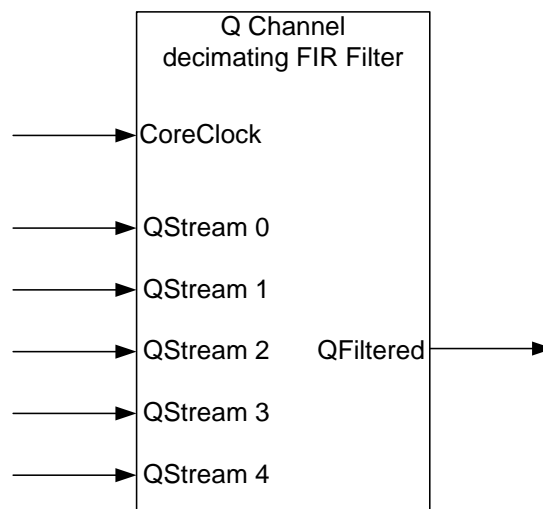 Q Channel
decimating FIR Filter
CoreClock
QStream 0
QStream 1
QStream 2
QFiltered
QStream 3
QStream 4